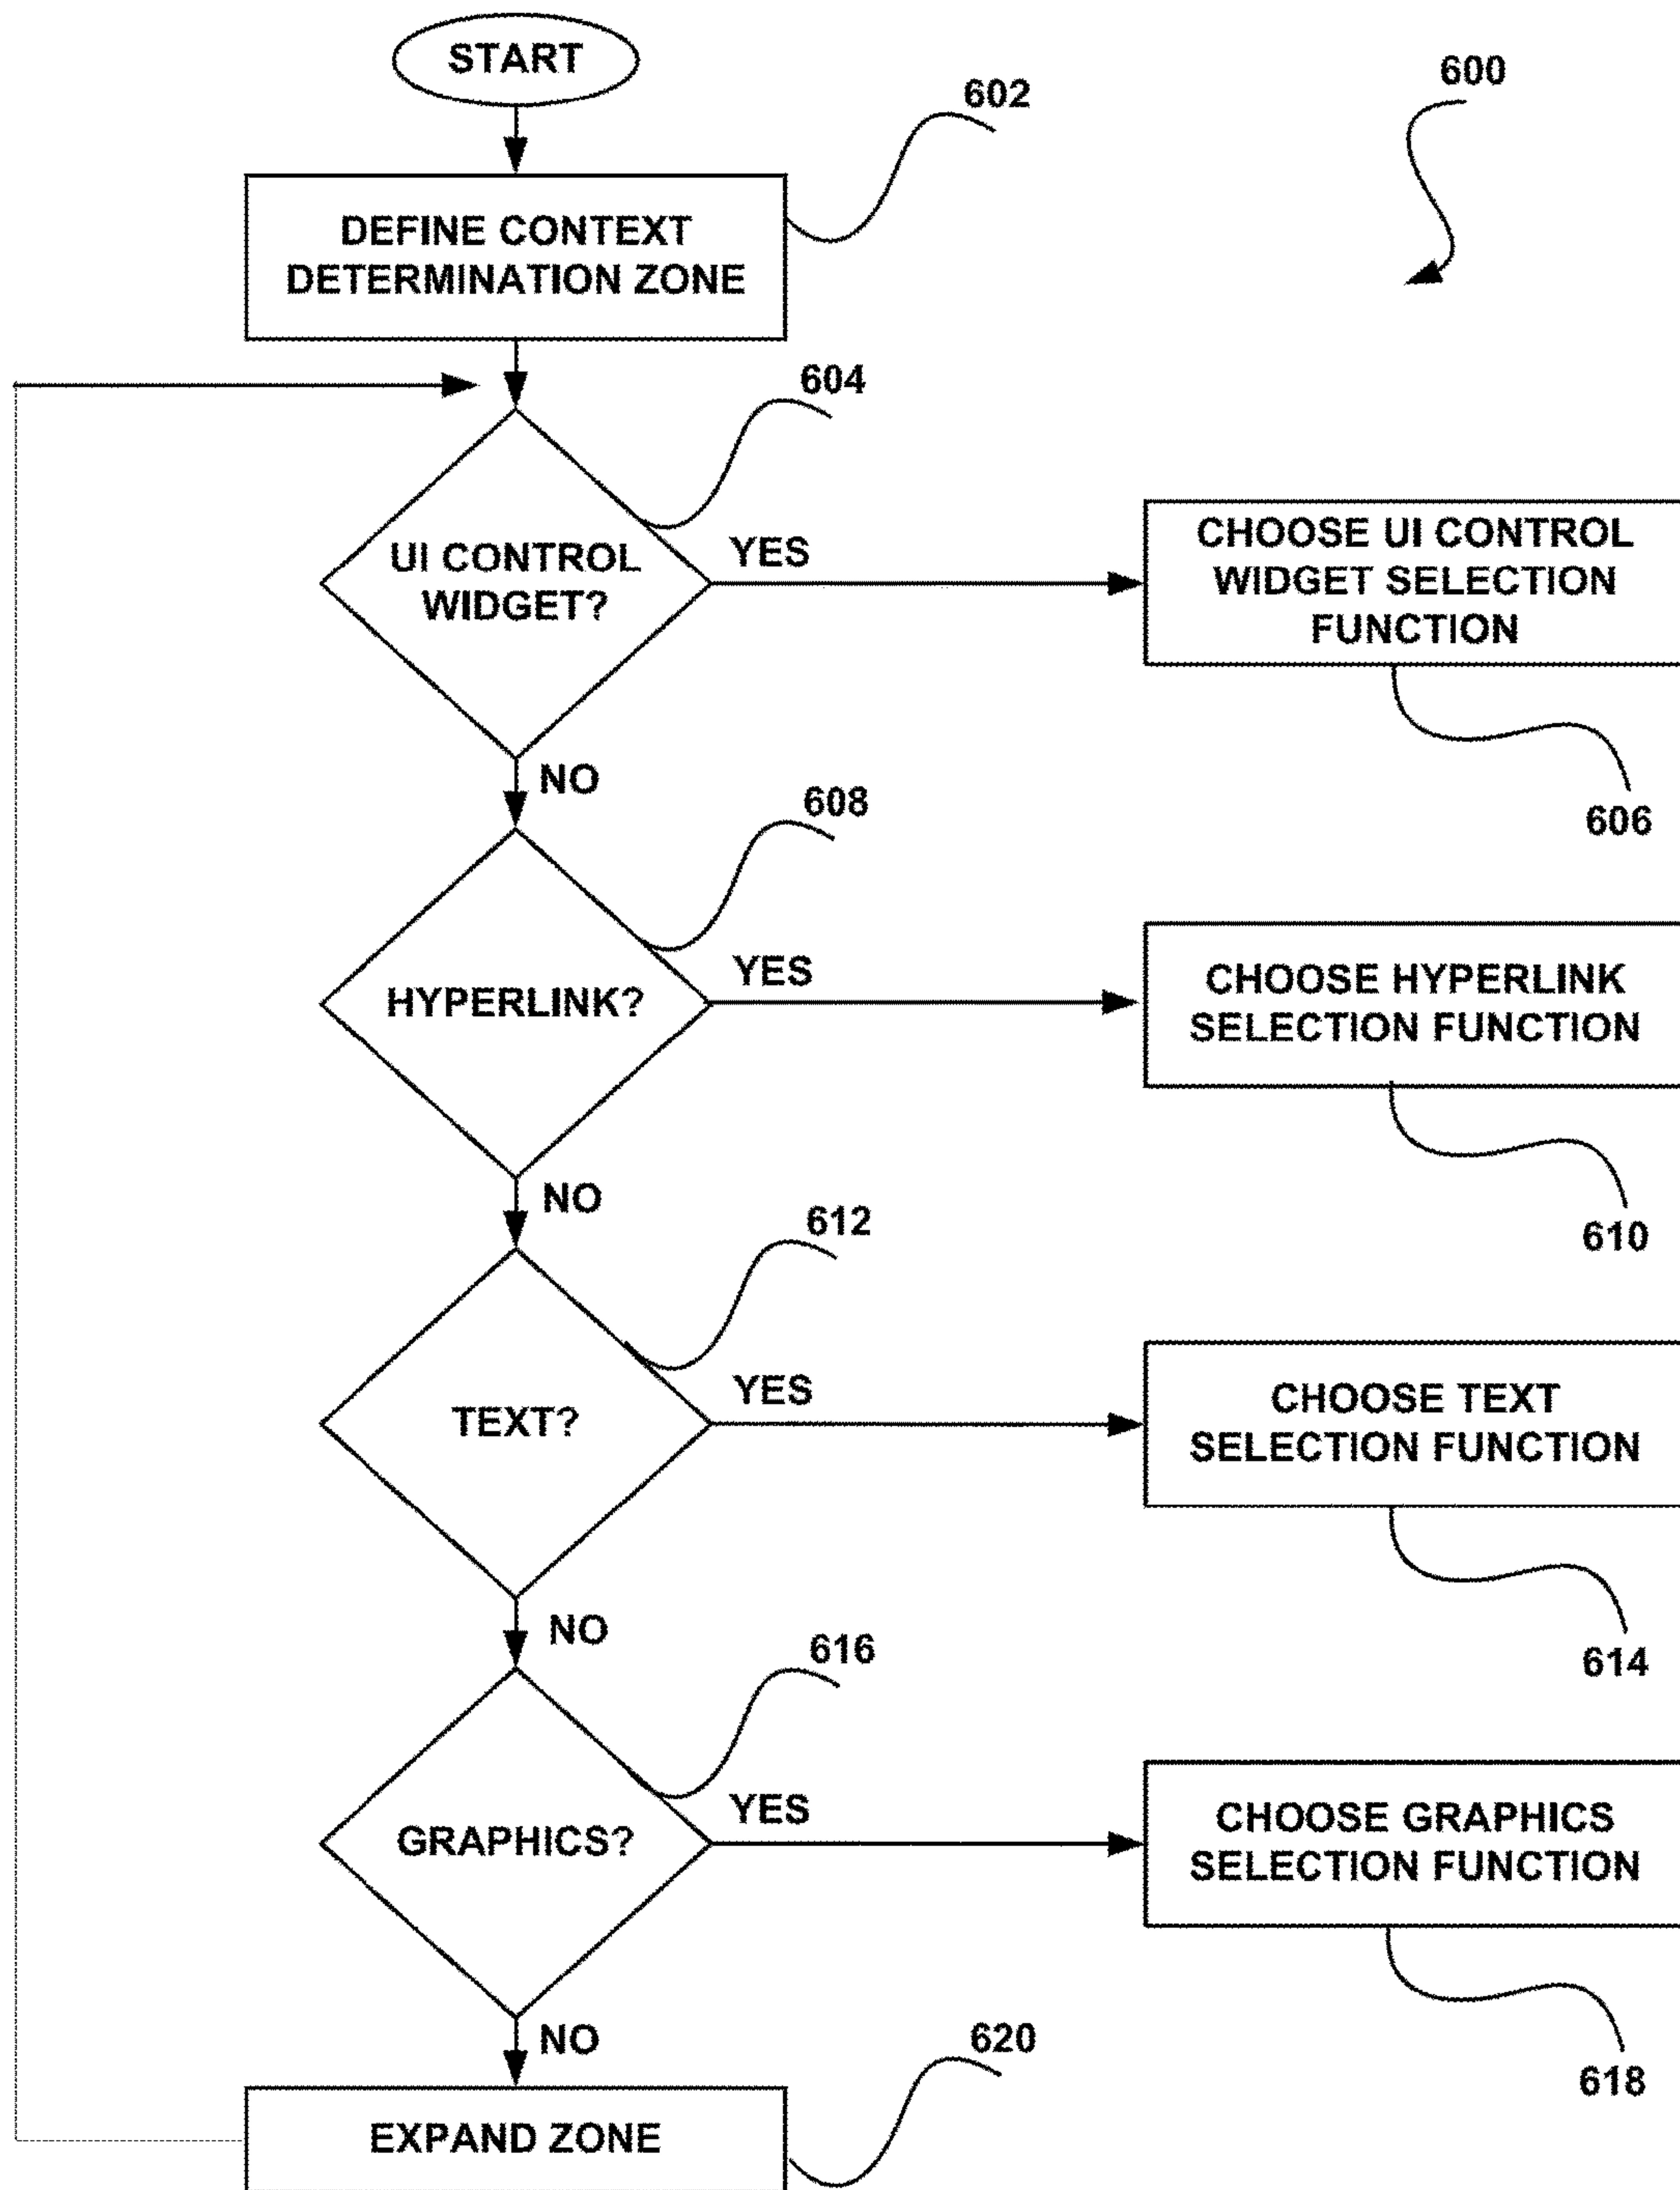 START
600
602
DEFINE CONTEXT
DETERMINATION ZONE
604
UI CONTROL
WIDGET?
YES
CHOOSE UI CONTROL
WIDGET SELECTION
FUNCTION
606
NO
608
HYPERLINK?
YES
CHOOSE HYPERLINK
SELECTION FUNCTION
610
NO
612
TEXT?
YES
CHOOSE TEXT
SELECTION FUNCTION
614
NO
616
GRAPHICS?
YES
CHOOSE GRAPHICS
SELECTION FUNCTION
618
NO
620
EXPAND ZONE